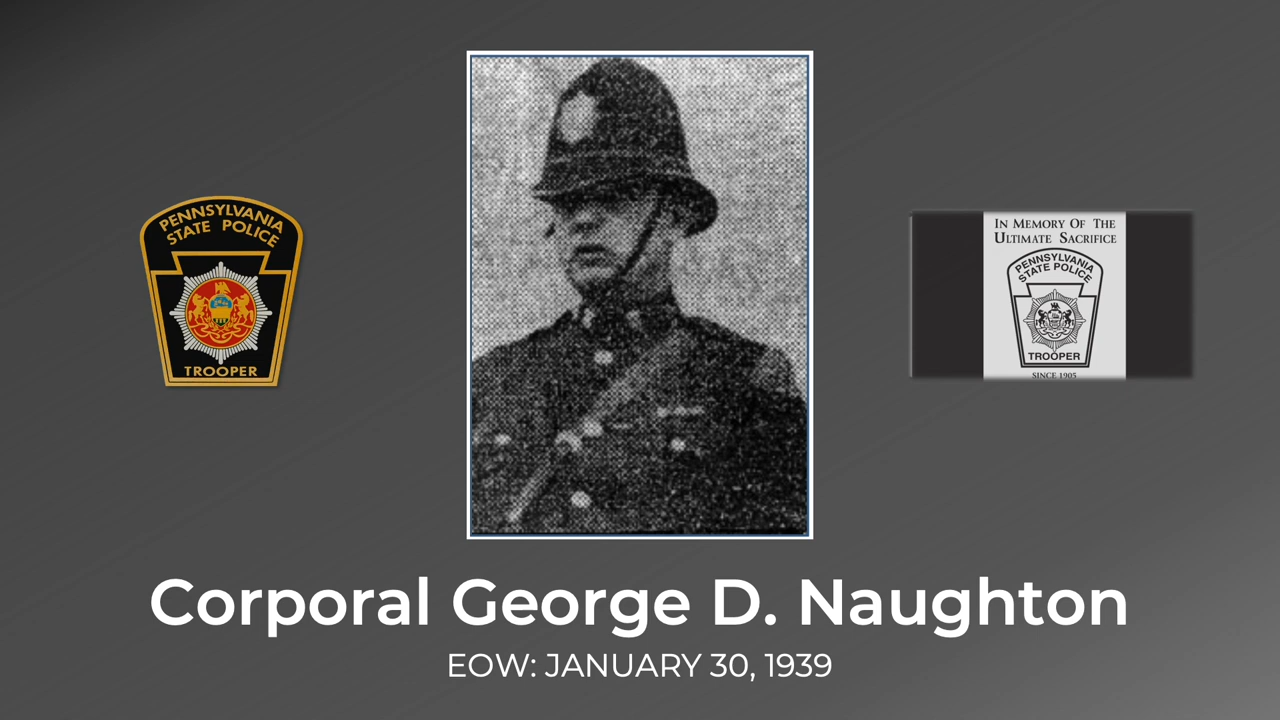 PENNSYLVANIA
STATE POLICE
TROOPER
IN MEMORY OF THE
ULTIMATE SACRIFICE
PENNSYLVANIA
STATE POLICE
TROOPER
SINCE 1905
Corporal George D. Naughton
EOW: JANUARY 30, 1939